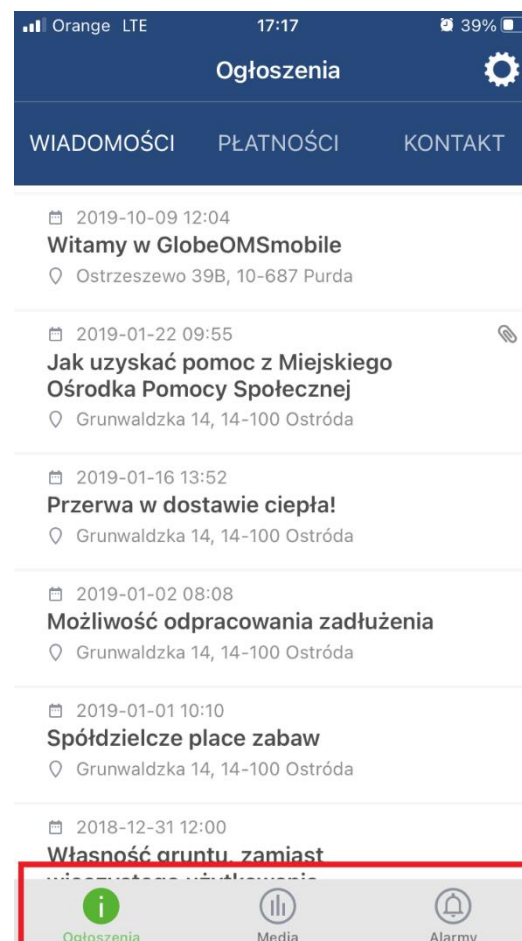 Orange LTE 17:17 39%
Ogłoszenia
WIADOMOŚCI PŁATNOŚCI KONTAKT
2019-10-09 12:04
Witamy w GlobeOMSmobile
Ostrzeszewo 39B, 10-687 Purda
2019-01-22 09:55
Jak uzyskać pomoc z Miejskiego
Ośrodka Pomocy Społecznej
Grunwaldzka 14, 14-100 Ostróda
2019-01-16 13:52
Przerwa w dostawie ciepła!
Grunwaldzka 14, 14-100 Ostróda
2019-01-02 08:08
Możliwość odpracowania zadłużenia
Grunwaldzka 14, 14-100 Ostróda
2019-01-01 10:10
Spółdzielcze place zabaw
Grunwaldzka 14, 14-100 Ostróda
2018-12-31 12:00
Własność gruntu, zamiast
wieczystego użytkowania
Ogłoszenia Media Alarmy